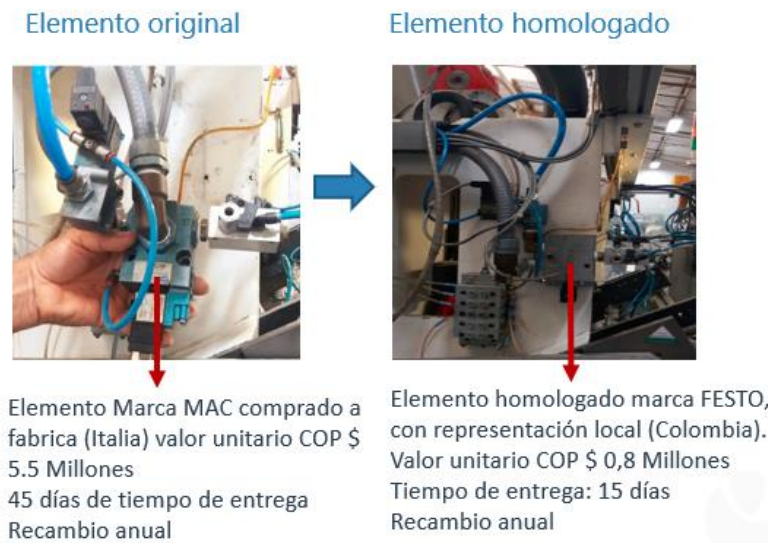 Elemento original
Elemento homologado
Elemento Marca MAC comprado a
fabrica (Italia) valor unitario COP $
5.5 Millones
45 días de tiempo de entrega
Recambio anual
Elemento homologado marca FESTO,
con representación local (Colombia).
Valor unitario COP $ 0,8 Millones
Tiempo de entrega: 15 días
Recambio anual